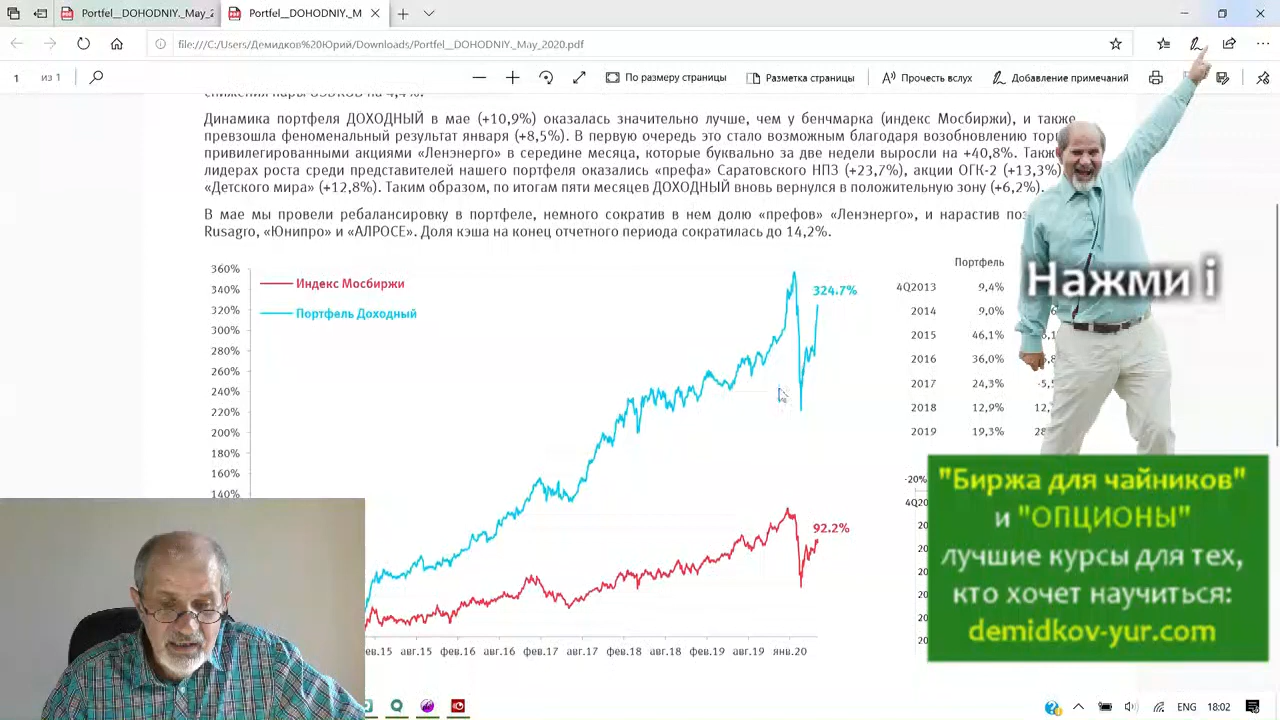 Portfel__DOHODNIY._May_2
Portfel__DOHODNIY._M
file:///C:/Users/Демидков%20Юрий/Downloads/Portfel__DOHODNIY._May_2020.pdf
1 из 1
По размеру страницы
Разметка страницы
Прочесть вслух
Добавление примечаний
Динамика портфеля ДОХОДНЫЙ в мае (+10,9%) оказалась значительно лучше, чем у бенчмарка (индекс Мосбиржи), и также
превзошла феноменальный результат января (+8,5%). В первую очередь это стало возможным благодаря возобновлению
привилегированными акциями «Ленэнерго» в середине месяца, которые буквально за две недели выросли на +40,8%.
лидерах роста среди представителей нашего портфеля оказались «префа» Саратовского НПЗ (+23,7%), акции ОГК-2 (+13,3%)
«Детского мира» (+12,8%). Таким образом, по итогам пяти месяцев ДОХОДНЫЙ вновь вернулся в положительную зону (+6,2%).
В мае мы провели ребалансировку в портфеле, немного сократив в нем долю «префов» «Ленэнерго», и нарастив
Rusagro, «Юнипро» и «АЛРОСЕ». Доля кэша на конец отчетного периода сократилась до 14,2%.
360%
340%
320%
300%
280%
260%
240%
220%
200%
180%
160%
140%
Индекс Мосбиржи
Портфель Доходный
324.7%
92.2%
авг.15 фев.16 авг.16 фев.17 авг.17 фев.18 авг.18 фев.19 авг.19 янв.20
Портфель
4Q2013 9,4%
2014 9,0%
2015 46,1%
2016 36,0%
2017 24,3%
2018 12,9%
2019 19,3%
-20%
Нажми i
"Биржа для чайников"
и "ОПЦИОНЫ"
лучшие курсы для тех,
кто хочет научиться:
demidkov-yur.com
ENG 18:02